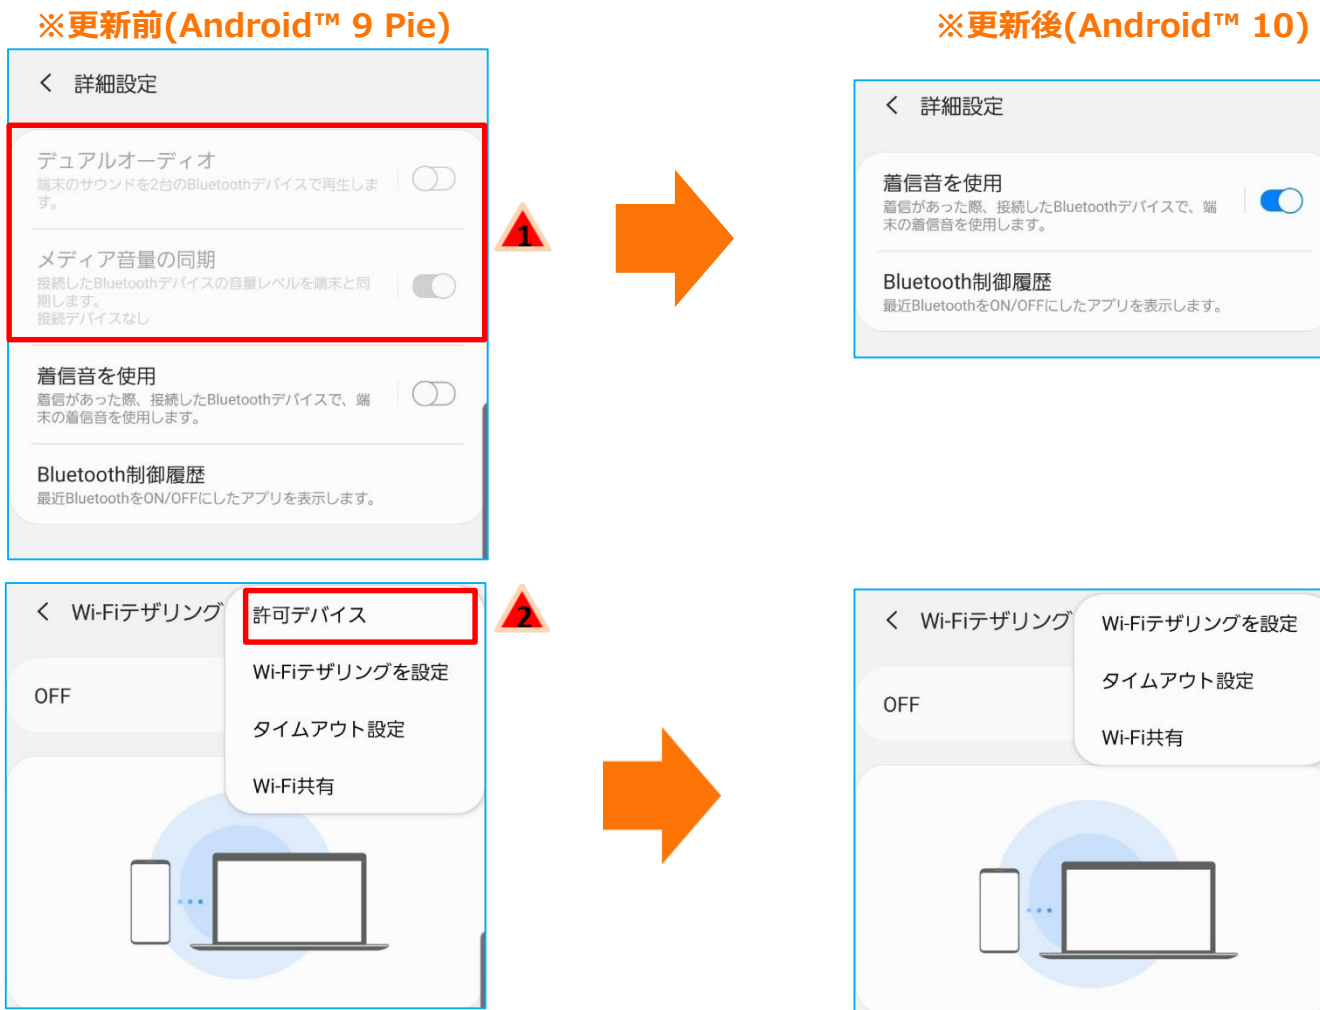 ※更新前(Android™ 9 Pie)
※更新後(Android™ 10)
詳細設定
デュアルオーディオ
端末のサウンドを2台のBluetoothデバイスで再生しま
す。
メディア音量の同期
接続したBluetoothデバイスの音量レベルを端末と同
期します。
接続デバイスなし
着信音を使用
着信があった際、接続したBluetoothデバイスで、端
末の着信音を使用します。
Bluetooth制御履歴
最近BluetoothをON/OFFにしたアプリを表示します。
1
詳細設定
着信音を使用
着信があった際、接続したBluetoothデバイスで、端
末の着信音を使用します。
Bluetooth制御履歴
最近BluetoothをON/OFFにしたアプリを表示します。
Wi-Fiテザリング
許可デバイス
Wi-Fiテザリングを設定
OFF
タイムアウト設定
Wi-Fi共有
2
Wi-Fiテザリング
Wi-Fiテザリングを設定
タイムアウト設定
OFF
Wi-Fi共有